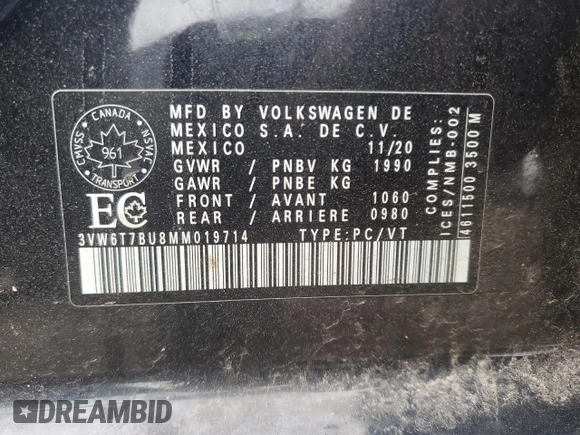 MFD BY VOLKSWAGEN DE
MEXICO S.A. DE C.V.
MEXICO 11/20
GVWR / PNBV KG 1990
GAWR / PNBE KG
FRONT / AVANT 1060
REAR / ARRIERE 0980
3VW6T7BU8MM019714 TYPE:PC/VT
CANADA
CMVSS NSVAC
961
TRANSPORT
EC
COMPLIES:
ICES/NMB-002
4611500 3500 M
DREAMBID